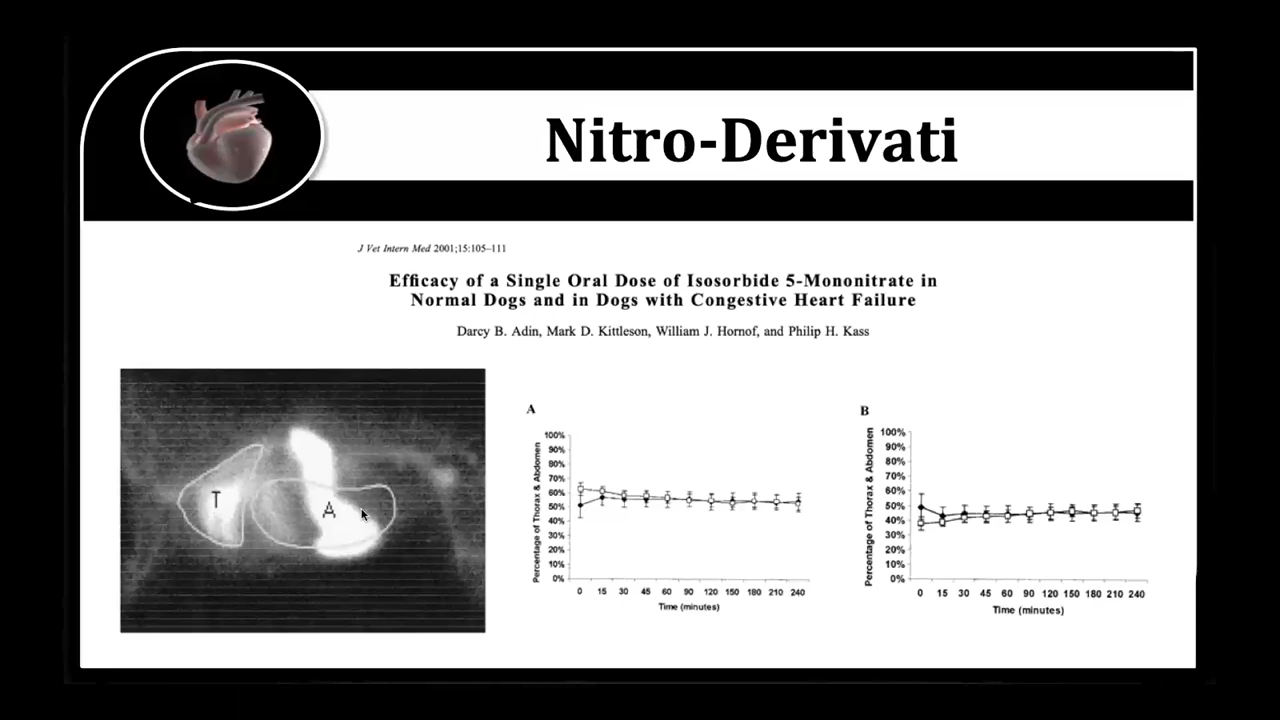 Nitro-Derivati
J Vet Intern Med 2001;15:105–111
Efficacy of a Single Oral Dose of Isosorbide 5-Mononitrate in
Normal Dogs and in Dogs with Congestive Heart Failure
Darcy B. Adin, Mark D. Kittleson, William J. Hornof, and Philip H. Kass
T
A
A
Percentage of Thorax & Abdomen
100%
90%
80%
70%
60%
50%
40%
30%
20%
10%
0%
0 15 30 45 60 90 120 150 180 210 240
Time (minutes)
B
Percentage of Thorax & Abdomen
100%
90%
80%
70%
60%
50%
40%
30%
20%
10%
0%
0 15 30 45 60 90 120 150 180 210 240
Time (minutes)